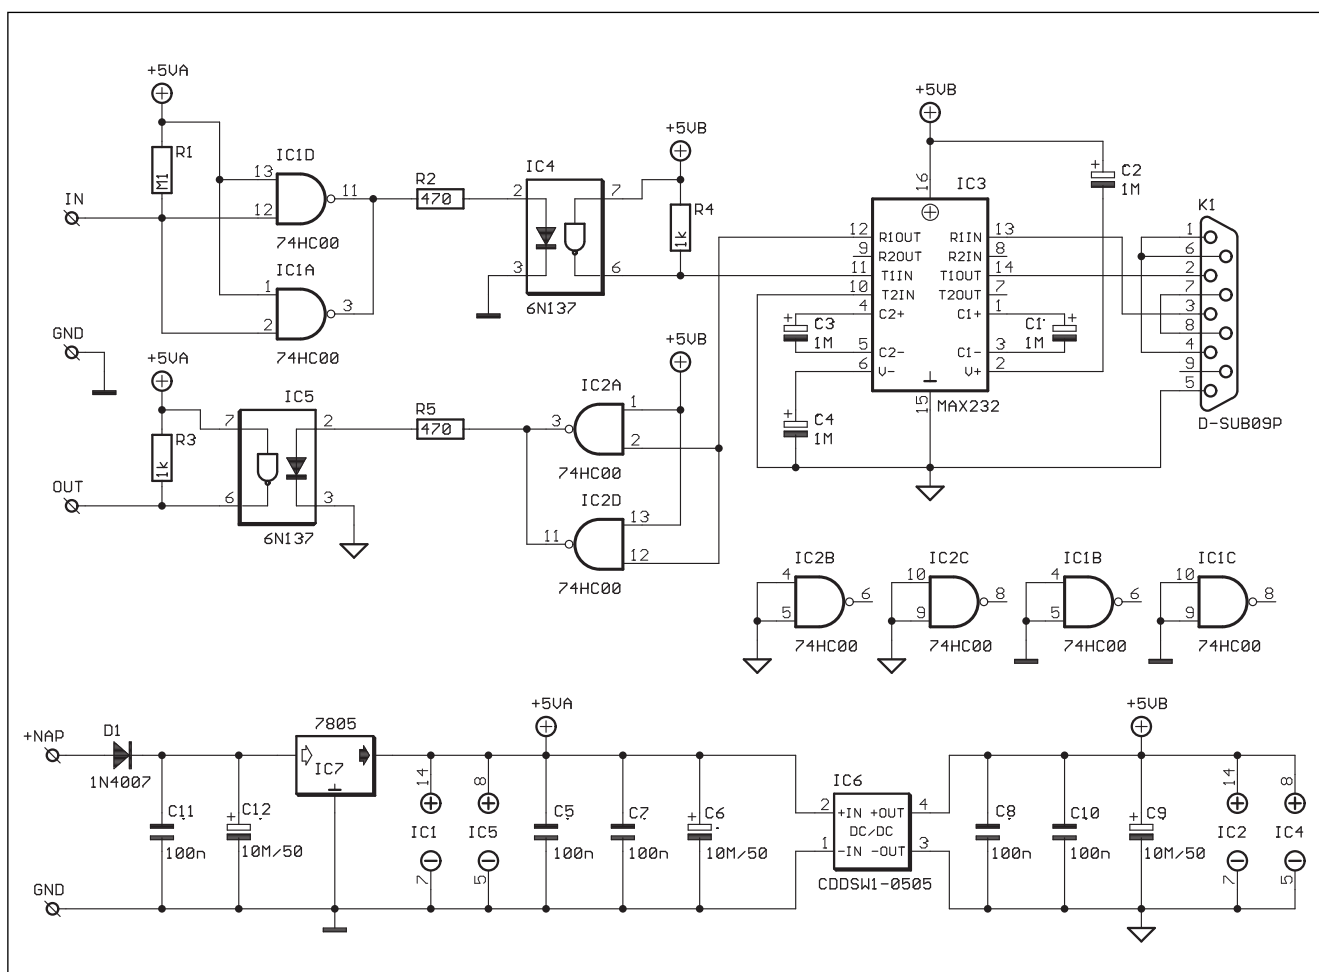 +5VA
R1
M1
IN
13
12
IC1D
11
74HC00
IC1A
1
2
3
74HC00
GND
R2
470
IC4
2
3
7
6
6N137
+5VB
R4
1k
+5VB
IC3
16
12 R1OUT R1IN 13
9 R2OUT R2IN 8
11 T1IN T1OUT 14
10 T2IN T2OUT 7
4 C2+ C1+ 1
5 C2- C1- 3
6 V- V+ 2
15
MAX232
+ C3
1M
+ C1
1M
+ C2
1M
+ C4
1M
K1
1
6
2
7
3
8
4
9
5
D-SUB09P
+5VA
R3
1k
OUT
IC5
7
6
2
3
6N137
R5
470
+5VB
IC2A
3
1
2
74HC00
IC2D
11
13
12
74HC00
IC2B
4
5
6
74HC00
IC2C
10
9
8
74HC00
IC1B
4
5
6
74HC00
IC1C
10
9
8
74HC00
+NAP
D1
1N4007
GND
C11
100n
+ C12
10M/50
7805
IC7
14
IC1
7
8
IC5
5
+5VA
C5
100n
C7
100n
+ C6
10M/50
IC6
2 +IN +OUT 4
DC/DC
1 -IN -OUT 3
CDDSW1-0505
C8
100n
C10
100n
+5VB
+ C9
10M/50
14
IC2
7
8
IC4
5